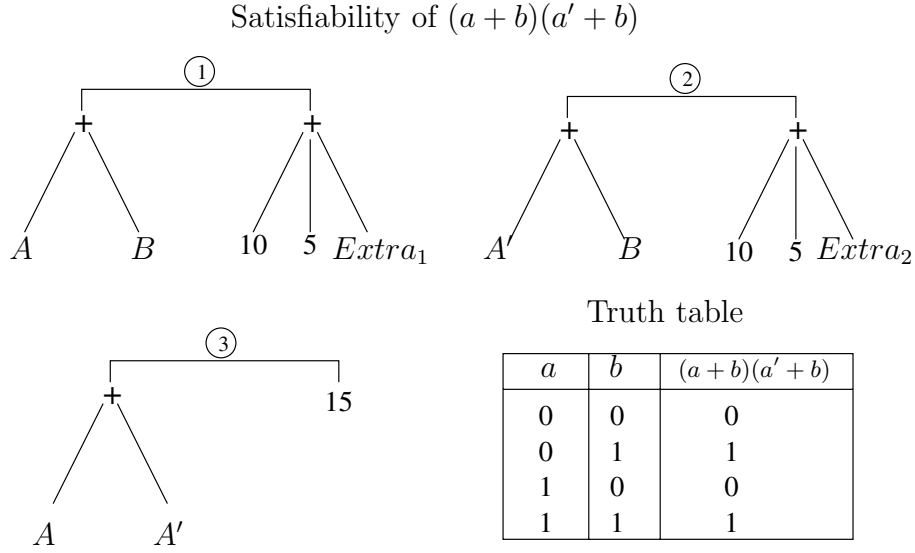 Satisfiability of (a + b)(a′ + b)
1
+ +
A B 10 5 Extra₁
2
+ +
A′ B 10 5 Extra₂
3
+ 15
A A′
Truth table
a b (a + b)(a′ + b)
0 0 0
0 1 1
1 0 0
1 1 1